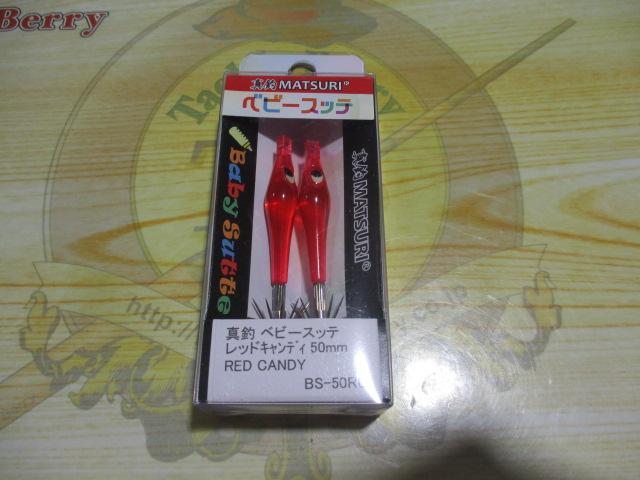 Berry
真釣 MATSURI®
ベビースッテ
Baby Sutte
真釣 MATSURI®
http://
真釣 ベビースッテ
レッドキャンディ 50mm
RED CANDY